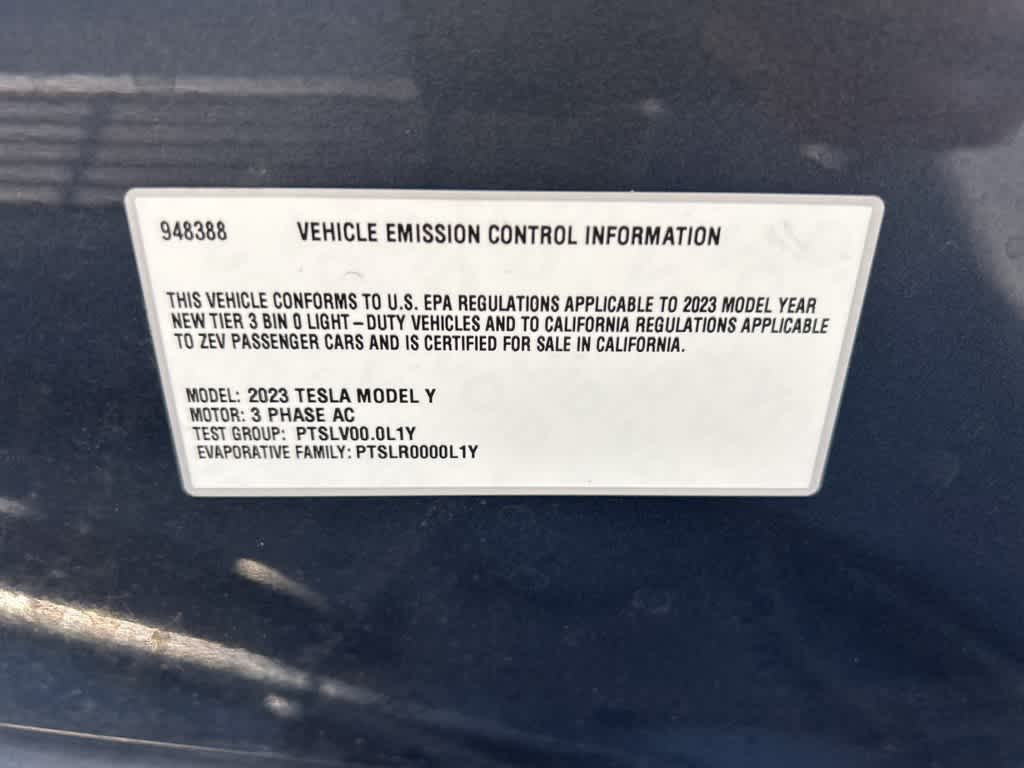 948388 VEHICLE EMISSION CONTROL INFORMATION
THIS VEHICLE CONFORMS TO U.S. EPA REGULATIONS APPLICABLE TO 2023 MODEL YEAR
NEW TIER 3 BIN 0 LIGHT-DUTY VEHICLES AND TO CALIFORNIA REGULATIONS APPLICABLE
TO ZEV PASSENGER CARS AND IS CERTIFIED FOR SALE IN CALIFORNIA.
MODEL: 2023 TESLA MODEL Y
MOTOR: 3 PHASE AC
TEST GROUP: PTSLV00.0L1Y
EVAPORATIVE FAMILY: PTSLR0000L1Y